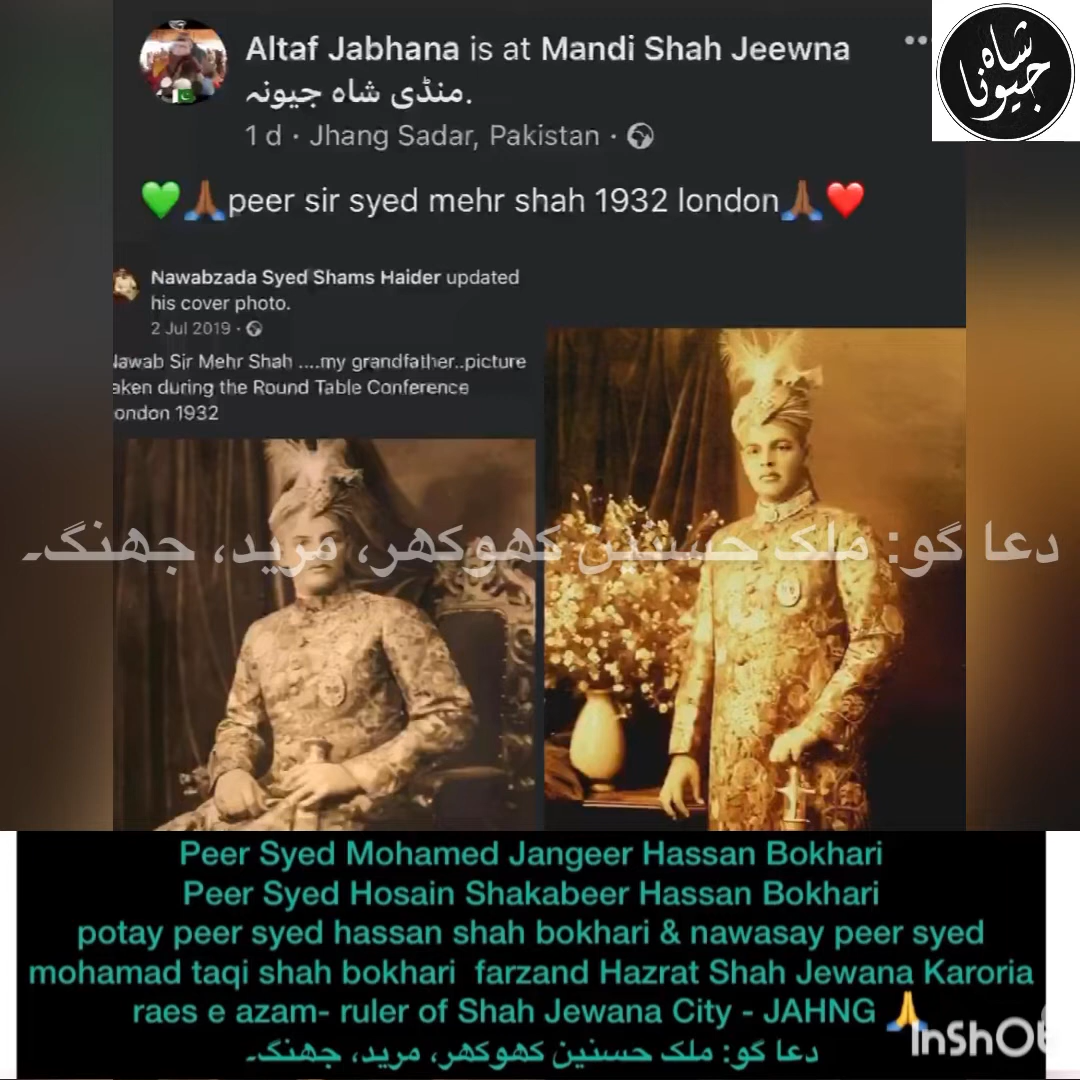 Altaf Jabhana is at Mandi Shah Jeewna
منڈی شاہ جیونہ.
شاہ جیونا
1 d · Jhang Sadar, Pakistan ·
💚🙏🏾peer sir syed mehr shah 1932 london🙏🏾❤️
Nawabzada Syed Shams Haider updated
his cover photo.
2 Jul 2019 ·
Nawab Sir Mehr Shah ....my grandfather..picture
aken during the Round Table Conference
ondon 1932
دعا گو: ملک حسنین کھوکھر، مرید، جھنگ۔
Peer Syed Mohamed Jangeer Hassan Bokhari
Peer Syed Hosain Shakabeer Hassan Bokhari
potay peer syed hassan shah bokhari & nawasay peer syed
mohamad taqi shah bokhari farzand Hazrat Shah Jewana Karoria
raes e azam- ruler of Shah Jewana City - JAHNG 🙏
دعا گو: ملک حسنین کھوکھر، مرید، جھنگ۔
InShOt